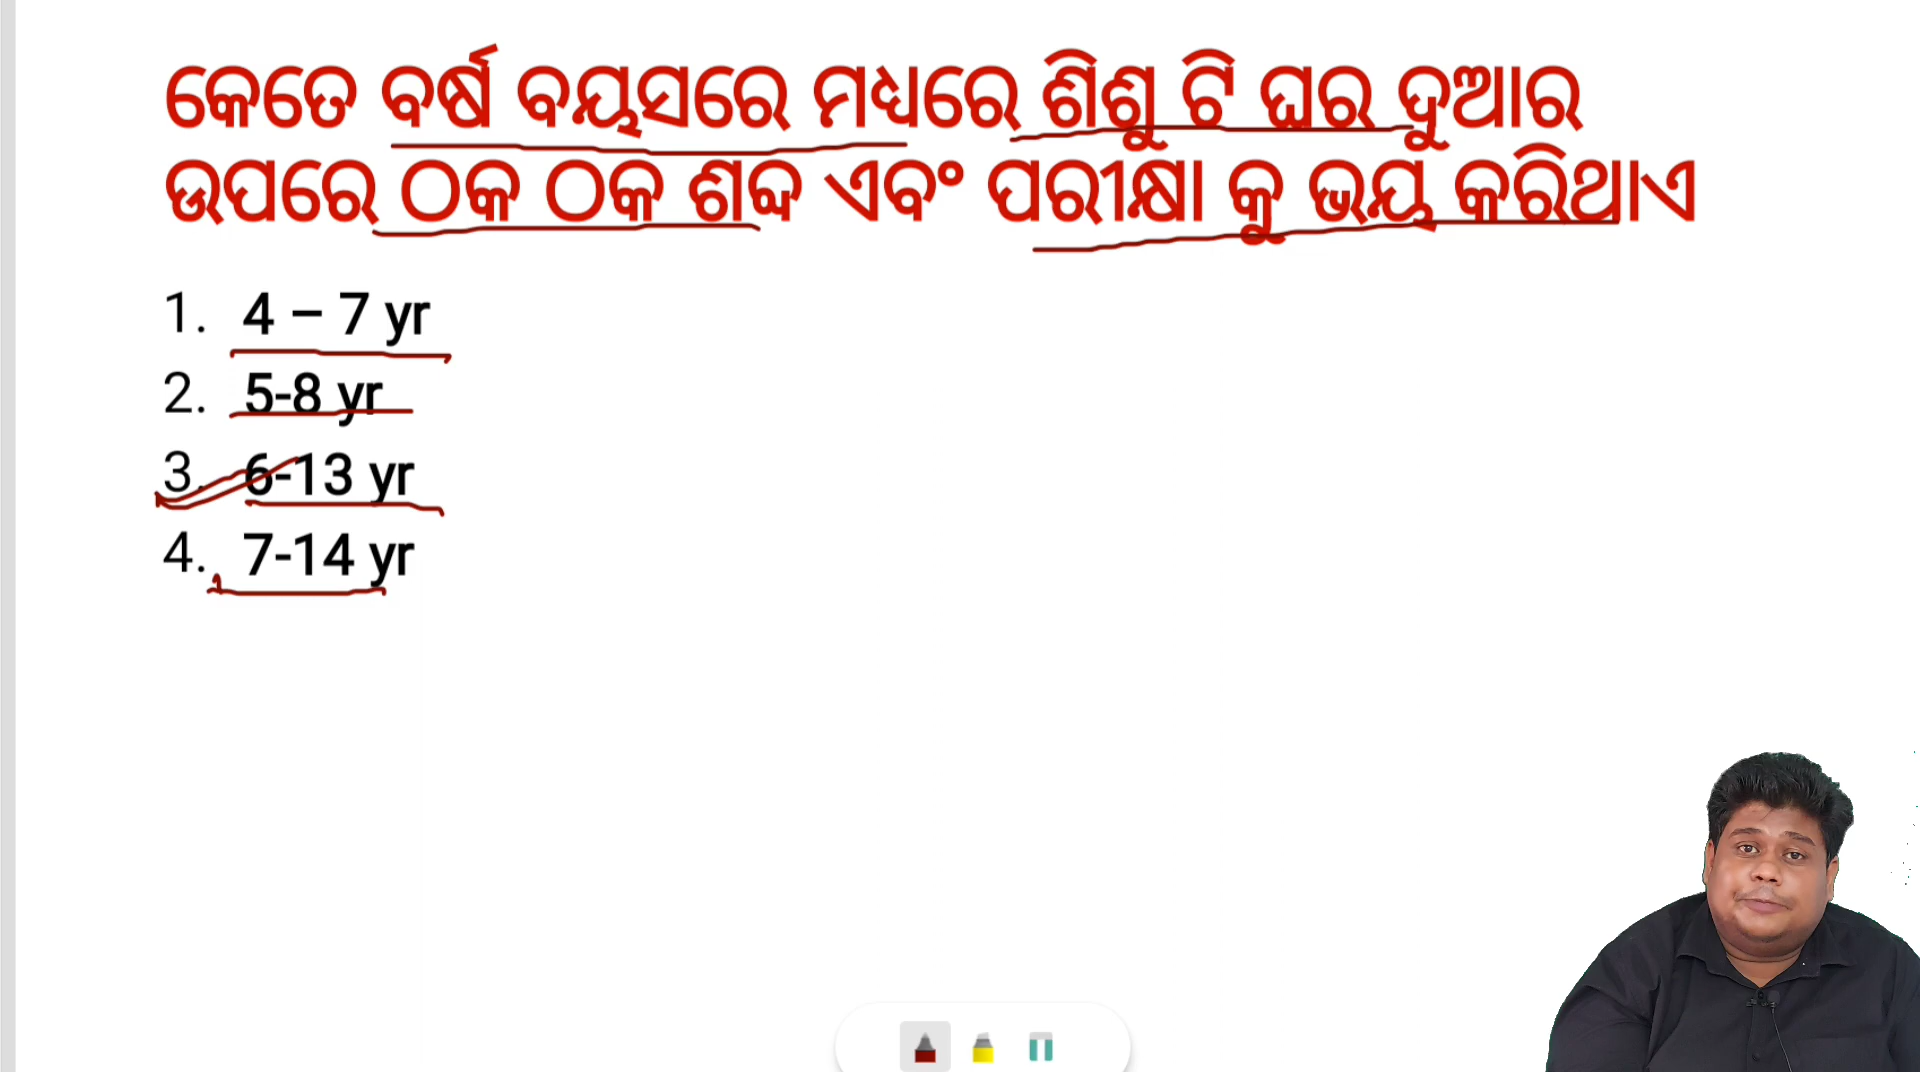 କେତେ ବର୍ଷ ବୟସରେ ମଧ୍ୟରେ ଶିଶୁ ଟି ଘର ଦୁଆର
ଉପରେ ଠକ ଠକ ଶବ୍ଦ ଏବଂ ପରୀକ୍ଷା କୁ ଭୟ କରିଥାଏ
1. 4 – 7 yr
2. 5-8 yr
3. 6-13 yr
4. 7-14 yr